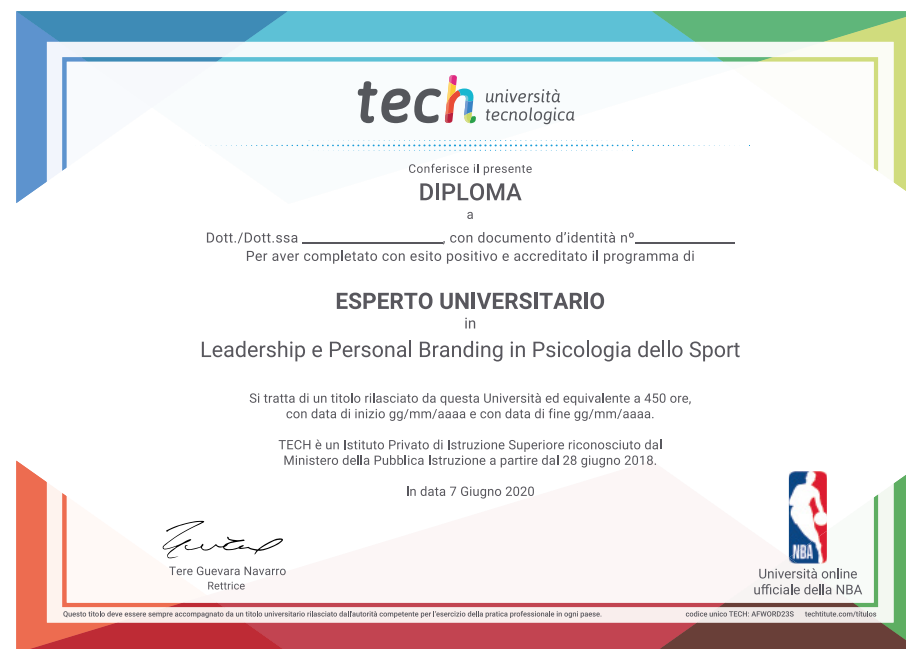 tech università
tecnologica
Conferisce il presente
DIPLOMA
a
Dott./Dott.ssa ____________________, con documento d'identità nº______________
Per aver completato con esito positivo e accreditato il programma di
ESPERTO UNIVERSITARIO
in
Leadership e Personal Branding in Psicologia dello Sport
Si tratta di un titolo rilasciato da questa Università ed equivalente a 450 ore,
con data di inizio gg/mm/aaaa e con data di fine gg/mm/aaaa.
TECH è un Istituto Privato di Istruzione Superiore riconosciuto dal
Ministero della Pubblica Istruzione a partire dal 28 giugno 2018.
In data 7 Giugno 2020
Tere Guevara Navarro
Rettrice
NBA
Università online
ufficiale della NBA
Questo titolo deve essere sempre accompagnato da un titolo universitario rilasciato dall'autorità competente per l'esercizio della pratica professionale in ogni paese.
codice unico TECH: AFWORD23S techtitute.com/titulos